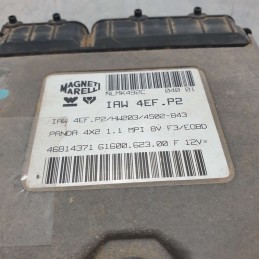 MAGNETI
MARELLI
NLMK492C 040 01
IAW 4EF.P2
IAW 4EF.P2/HW203/4502-843
PANDA 4X2 1.1 MPI 8V F3/EOBD
46814371 61600.623.00 F 12V=